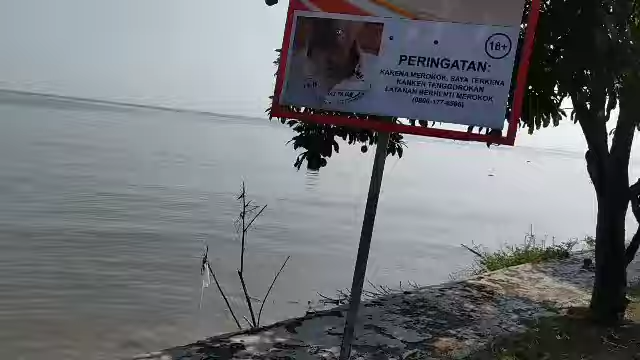 18+
PERINGATAN:
KARENA MEROKOK, SAYA TERKENA
KANKER TENGGOROKAN
LAYANAN BERHENTI MEROKOK
(0800-177-6565)